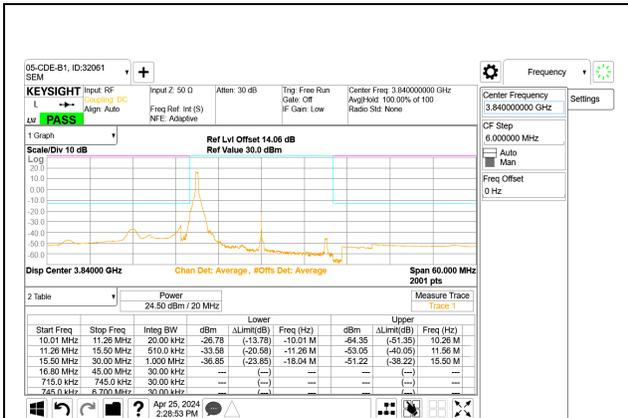 05-CDE-B1, ID:32061
SEM
Frequency
KEYSIGHT Input: RF Input Z: 50 Ω Atten: 30 dB Trig: Free Run Center Freq: 3.840000000 GHz
L Coupling: DC Gate: Off Avg|Hold: 100.00% of 100
Align: Auto Freq Ref: Int (S) IF Gain: Low Radio Std: None
LXI PASS NFE: Adaptive
Center Frequency
3.840000000 GHz
Settings
CF Step
6.000000 MHz
Auto
Man
Freq Offset
0 Hz
1 Graph
Scale/Div 10 dB
Ref Lvl Offset 14.06 dB
Ref Value 30.0 dBm
Log
20.0
10.0
0.00
-10.0
-20.0
-30.0
-40.0
-50.0
-60.0
Disp Center 3.84000 GHz Chan Det: Average , #Offs Det: Average Span 60.000 MHz
2001 pts
2 Table Power Measure Trace
24.50 dBm / 20 MHz Trace 1
Lower Upper
Start Freq Stop Freq Integ BW dBm ΔLimit(dB) Freq (Hz) dBm ΔLimit(dB) Freq (Hz)
10.01 MHz 11.26 MHz 20.00 kHz -26.78 (-13.78) -10.01 M -64.35 (-51.35) 10.26 M
11.26 MHz 15.50 MHz 510.0 kHz -33.58 (-20.58) -11.26 M -53.05 (-40.05) 11.56 M
15.50 MHz 30.00 MHz 1.000 MHz -36.85 (-23.85) -18.04 M -51.22 (-38.22) 15.50 M
16.80 MHz 45.00 MHz 30.00 kHz --- (---) --- (---)
715.0 kHz 745.0 kHz 30.00 kHz --- (---) --- (---)
745.0 kHz 6.700 MHz 30.00 kHz --- (---) --- (---)
? Apr 25, 2024
2:28:53 PM